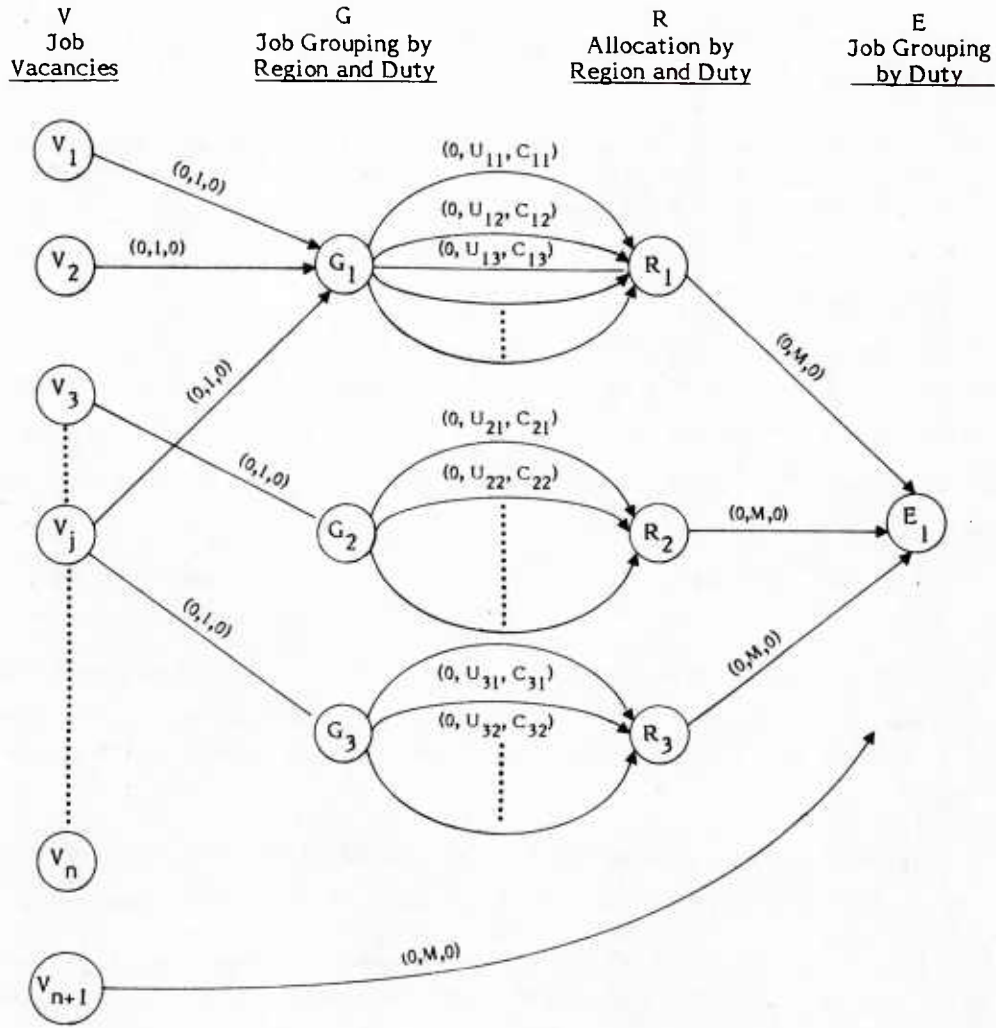 V
Job
Vacancies
G
Job Grouping by
Region and Duty
R
Allocation by
Region and Duty
E
Job Grouping
by Duty
V1
(0,1,0)
(0, U11, C11)
(0, U12, C12)
V2
(0,1,0)
G1
(0, U13, C13)
R1
(0,M,0)
V3
(0,1,0)
(0, U21, C21)
(0,1,0)
(0, U22, C22)
Vj
G2
R2
(0,M,0)
E1
(0,1,0)
(0, U31, C31)
(0,M,0)
(0, U32, C32)
G3
R3
Vn
(0,M,0)
Vn+1